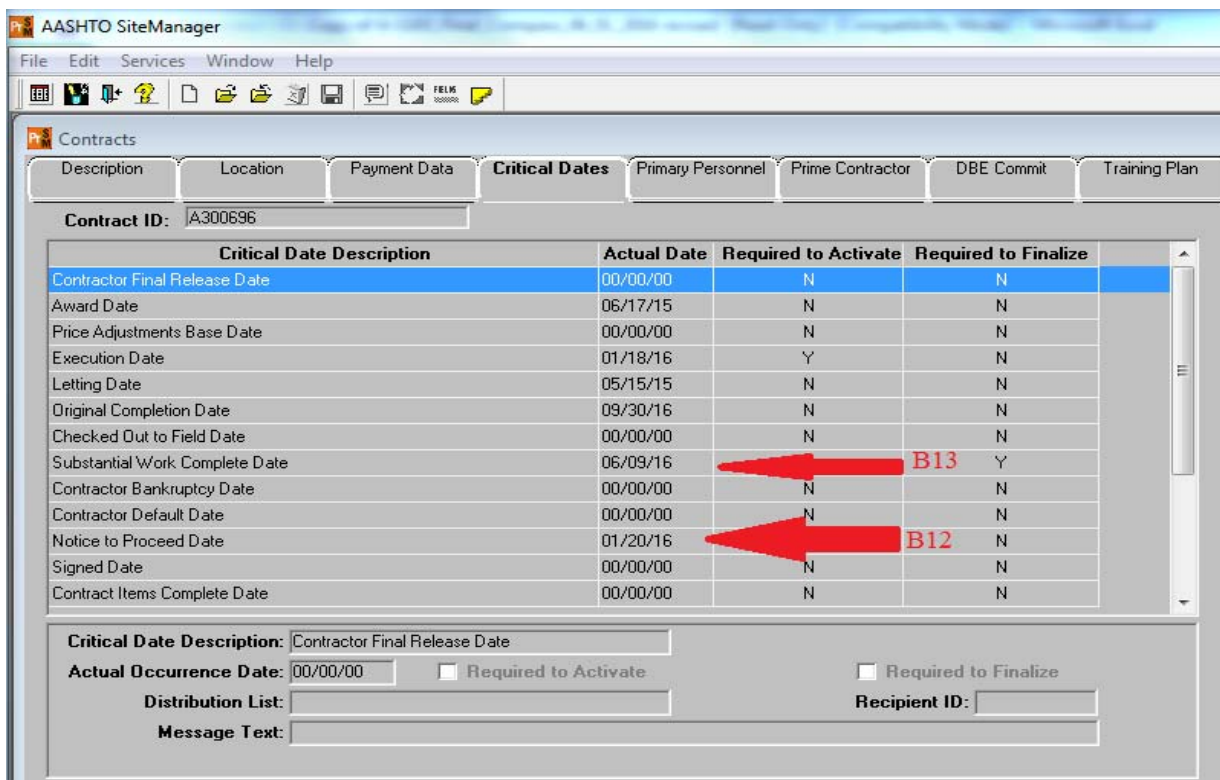 AASHTO SiteManager
File Edit Services Window Help
Contracts
Description Location Payment Data Critical Dates Primary Personnel Prime Contractor DBE Commit Training Plan
Contract ID: A300696
Critical Date Description Actual Date Required to Activate Required to Finalize
Contractor Final Release Date 00/00/00 N N
Award Date 06/17/15 N N
Price Adjustments Base Date 00/00/00 N N
Execution Date 01/18/16 Y N
Letting Date 05/15/15 N N
Original Completion Date 09/30/16 N N
Checked Out to Field Date 00/00/00 N N
Substantial Work Complete Date 06/09/16 B13 Y
Contractor Bankruptcy Date 00/00/00 N N
Contractor Default Date 00/00/00 N N
Notice to Proceed Date 01/20/16 B12 N
Signed Date 00/00/00 N N
Contract Items Complete Date 00/00/00 N N
Critical Date Description: Contractor Final Release Date
Actual Occurrence Date: 00/00/00 Required to Activate Required to Finalize
Distribution List: Recipient ID:
Message Text: